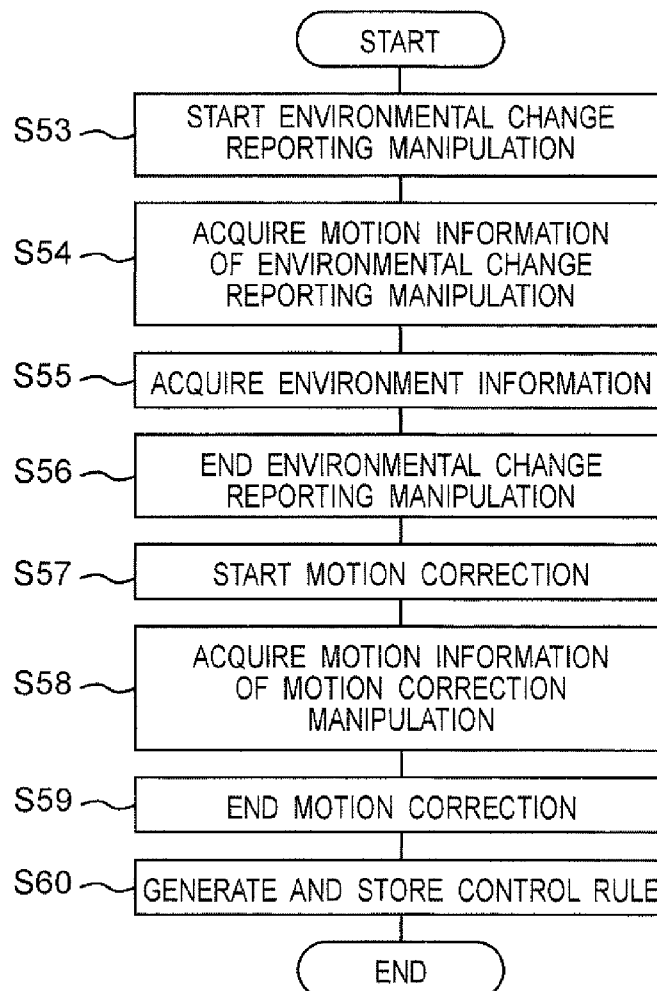 START
S53
START ENVIRONMENTAL CHANGE
REPORTING MANIPULATION
S54
ACQUIRE MOTION INFORMATION
OF ENVIRONMENTAL CHANGE
REPORTING MANIPULATION
S55
ACQUIRE ENVIRONMENT INFORMATION
S56
END ENVIRONMENTAL CHANGE
REPORTING MANIPULATION
S57
START MOTION CORRECTION
S58
ACQUIRE MOTION INFORMATION
OF MOTION CORRECTION
MANIPULATION
S59
END MOTION CORRECTION
S60
GENERATE AND STORE CONTROL RULE
END